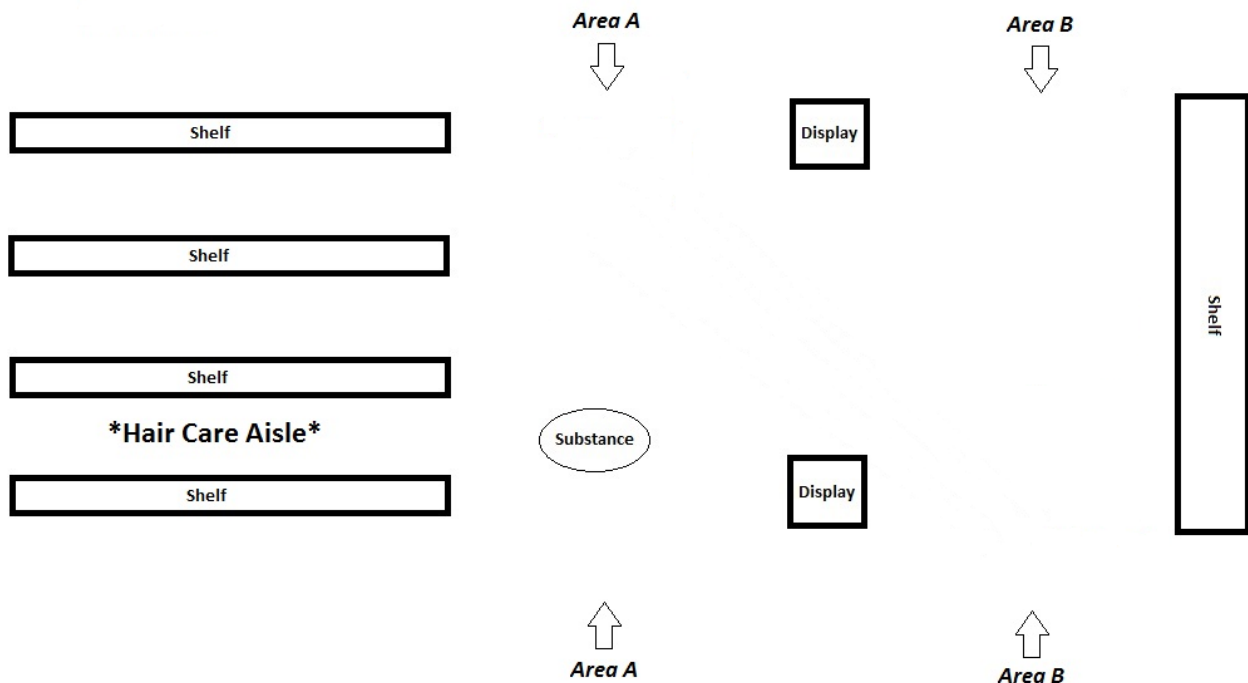 Area A
Area B
Shelf
Display
Shelf
Shelf
Shelf
*Hair Care Aisle*
Substance
Shelf
Display
Area A
Area B